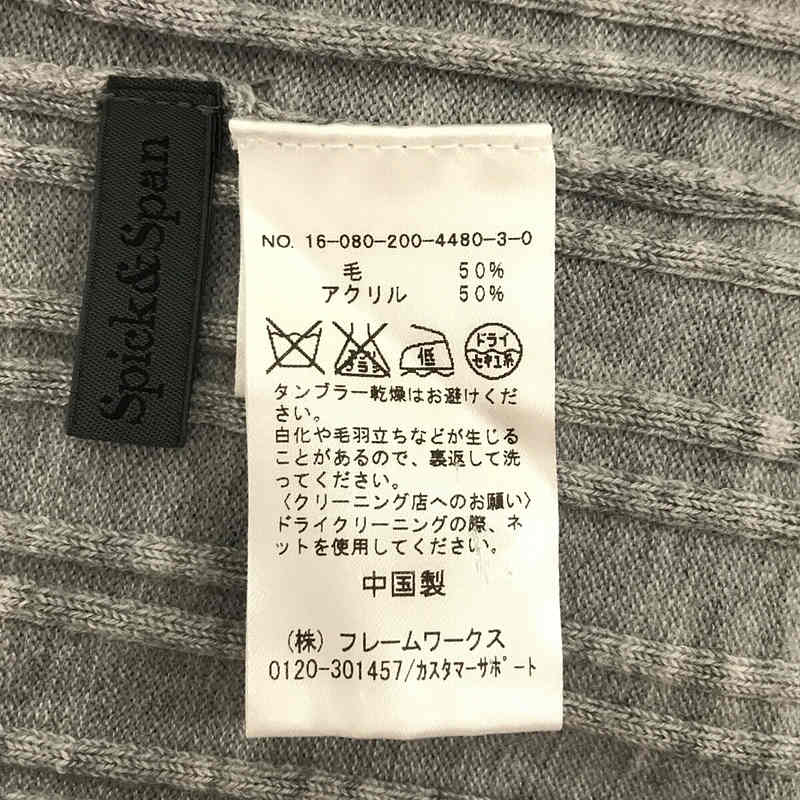 Spick&Span
NO. 16-080-200-4480-3-0
毛 50%
アクリル 50%
低
ドライ
セキユ系
タンブラー乾燥はお避けくだ
さい。
白化や毛羽立ちなどが生じる
ことがあるので、裏返して洗
ってください。
〈クリーニング店へのお願い〉
ドライクリーニングの際、ネ
ットを使用してください。
中国製
(株) フレームワークス
0120-301457/カスタマーサポート